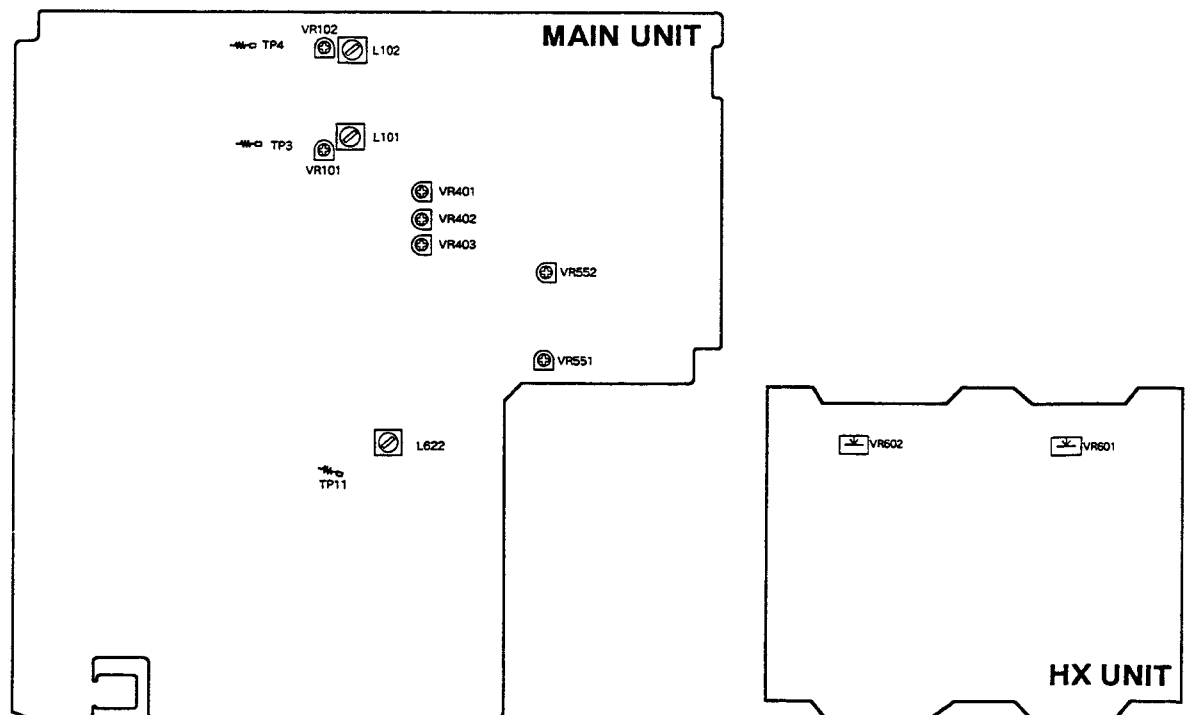 VR102
TP4
L102
MAIN UNIT
TP3
L101
VR101
VR401
VR402
VR403
VR552
VR551
L622
TP11
VR602
VR601
HX UNIT